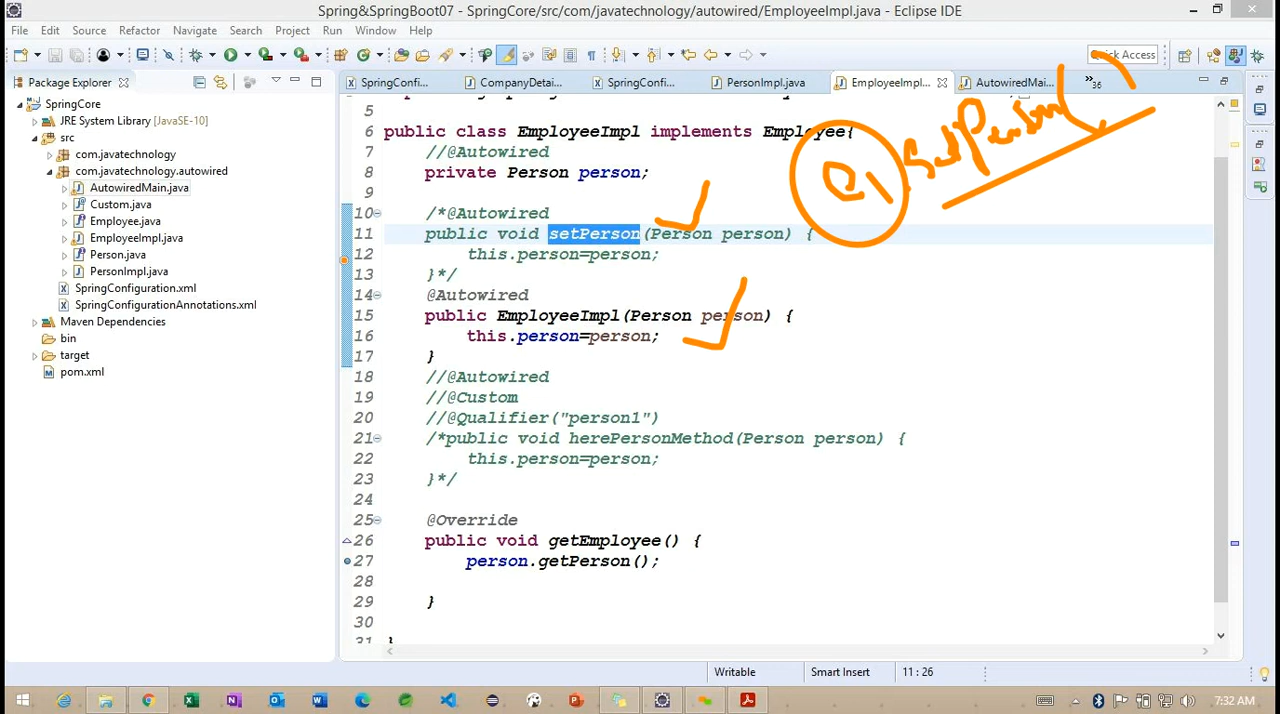 Spring&SpringBoot07 - SpringCore/src/com/javatechnology/autowired/EmployeeImpl.java - Eclipse IDE
File Edit Source Refactor Navigate Search Project Run Window Help
Package Explorer
SpringConfi... CompanyDetai... SpringConfi... PersonImpl.java EmployeeImpl... AutowiredMai... » 36
SpringCore
JRE System Library [JavaSE-10]
src
com.javatechnology
com.javatechnology.autowired
AutowiredMain.java
Custom.java
Employee.java
EmployeeImpl.java
Person.java
PersonImpl.java
SpringConfiguration.xml
SpringConfigurationAnnotations.xml
Maven Dependencies
bin
target
pom.xml
e1.setPerson( )
5
6 public class EmployeeImpl implements Employee{
7 //@Autowired
8 private Person person;
9
10 /*@Autowired
11 public void setPerson(Person person) {
12 this.person=person;
13 }*/
14 @Autowired
15 public EmployeeImpl(Person person) {
16 this.person=person;
17 }
18 //@Autowired
19 //@Custom
20 //@Qualifier("person1")
21 /*public void herePersonMethod(Person person) {
22 this.person=person;
23 }*/
24
25 @Override
26 public void getEmployee() {
27 person.getPerson();
28
29 }
30
31 }
Writable Smart Insert 11 : 26
7:32 AM